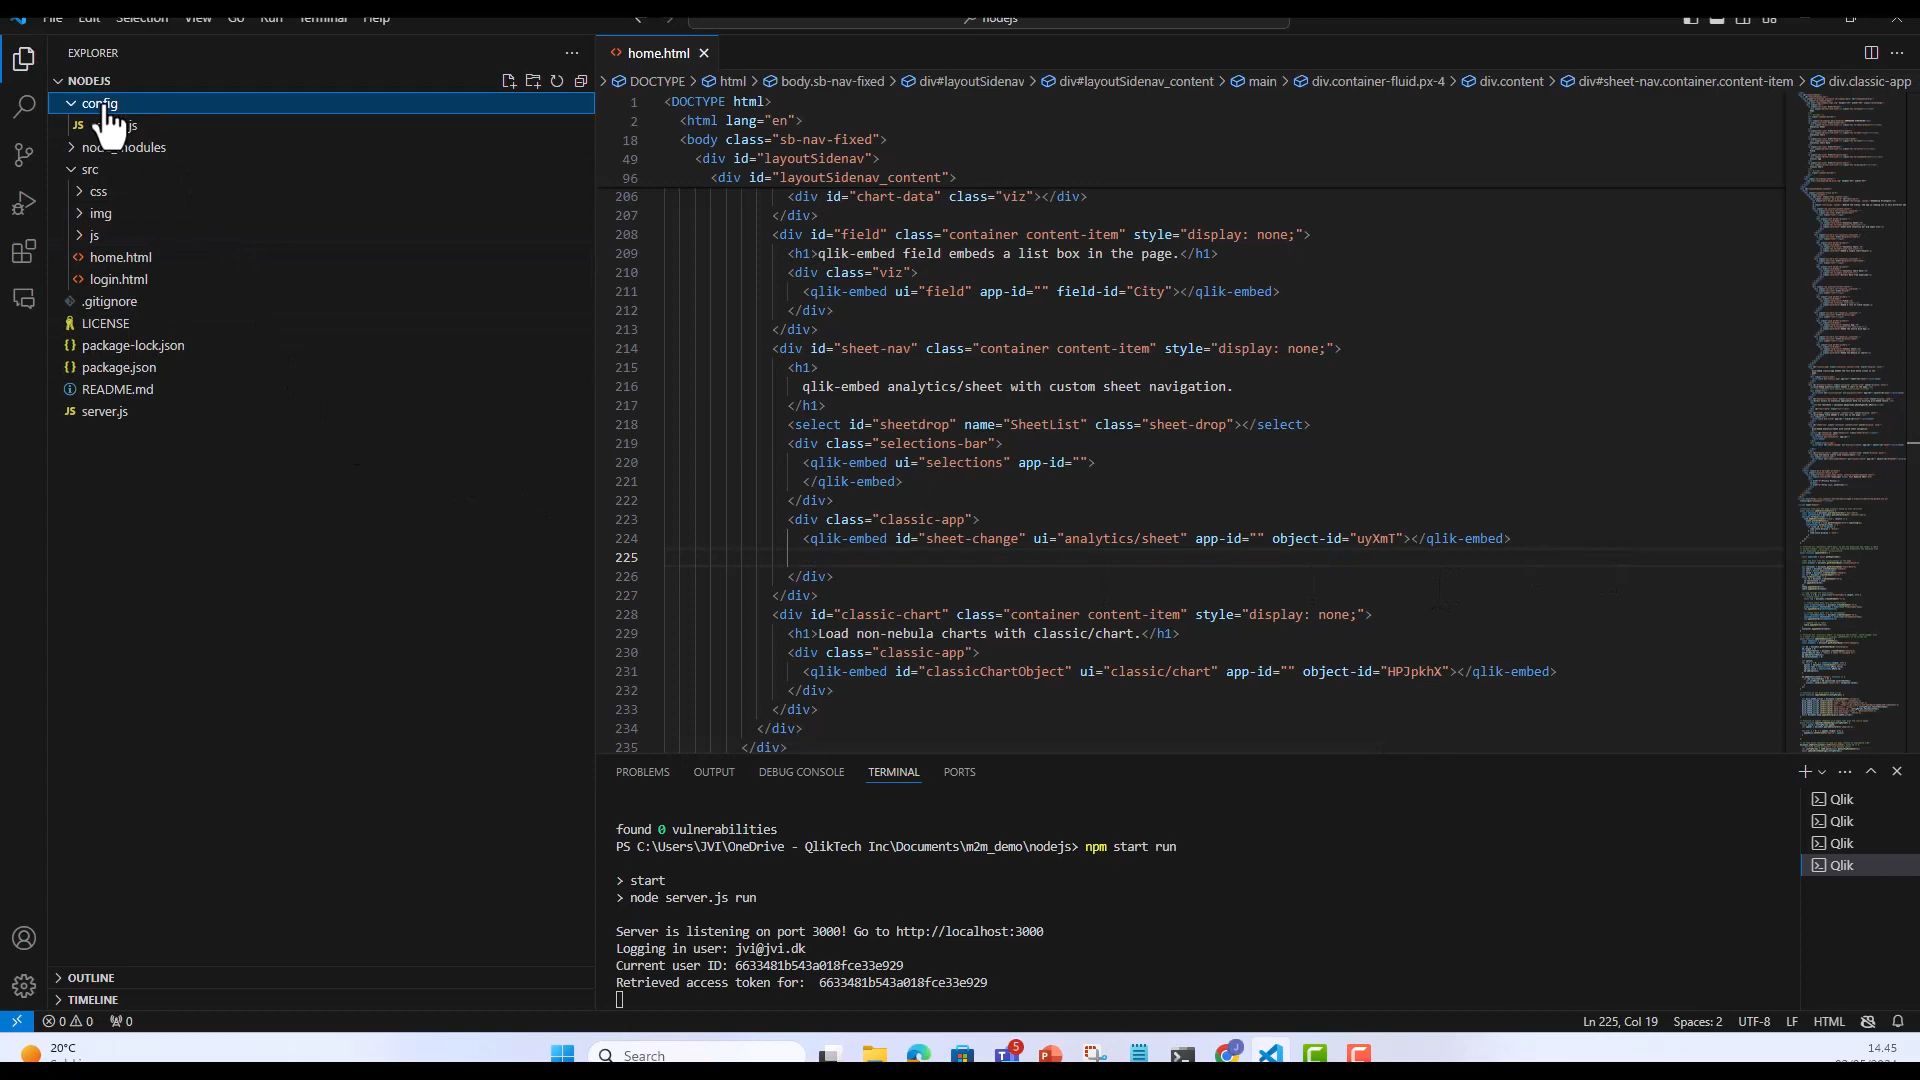 File Edit Selection View Go Run Terminal Help
nodejs
EXPLORER
NODEJS
config
JS js
node_modules
src
css
img
js
home.html
login.html
.gitignore
LICENSE
{} package-lock.json
{} package.json
README.md
JS server.js
OUTLINE
TIMELINE
home.html
DOCTYPE > html > body.sb-nav-fixed > div#layoutSidenav > div#layoutSidenav_content > main > div.container-fluid.px-4 > div.content > div#sheet-nav.container.content-item > div.classic-app
1 <DOCTYPE html>
2 <html lang="en">
18 <body class="sb-nav-fixed">
49 <div id="layoutSidenav">
96 <div id="layoutSidenav_content">
206 <div id="chart-data" class="viz"></div>
207 </div>
208 <div id="field" class="container content-item" style="display: none;">
209 <h1>qlik-embed field embeds a list box in the page.</h1>
210 <div class="viz">
211 <qlik-embed ui="field" app-id="" field-id="City"></qlik-embed>
212 </div>
213 </div>
214 <div id="sheet-nav" class="container content-item" style="display: none;">
215 <h1>
216 qlik-embed analytics/sheet with custom sheet navigation.
217 </h1>
218 <select id="sheetdrop" name="SheetList" class="sheet-drop"></select>
219 <div class="selections-bar">
220 <qlik-embed ui="selections" app-id="">
221 </qlik-embed>
222 </div>
223 <div class="classic-app">
224 <qlik-embed id="sheet-change" ui="analytics/sheet" app-id="" object-id="uyXmT"></qlik-embed>
225
226 </div>
227 </div>
228 <div id="classic-chart" class="container content-item" style="display: none;">
229 <h1>Load non-nebula charts with classic/chart.</h1>
230 <div class="classic-app">
231 <qlik-embed id="classicChartObject" ui="classic/chart" app-id="" object-id="HPJpkhX"></qlik-embed>
232 </div>
233 </div>
234 </div>
235 </div>
PROBLEMS OUTPUT DEBUG CONSOLE TERMINAL PORTS
found 0 vulnerabilities
PS C:\Users\JVI\OneDrive - QlikTech Inc\Documents\m2m_demo\nodejs> npm start run
> start
> node server.js run
Server is listening on port 3000! Go to http://localhost:3000
Logging in user: jvi@jvi.dk
Current user ID: 6633481b543a018fce33e929
Retrieved access token for: 6633481b543a018fce33e929
Qlik
Qlik
Qlik
Qlik
0 0 0
Ln 225, Col 19 Spaces: 2 UTF-8 LF HTML
20°C
Search
5
14.45